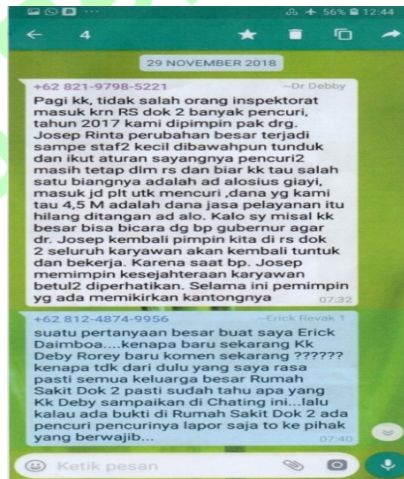 56% 12:44
4
29 NOVEMBER 2018
+62 821-9798-5221 ~Dr Debby
Pagi kk, tidak salah orang inspektorat
masuk krn RS dok 2 banyak pencuri,
tahun 2017 kami dipimpin pak drg.
Josep Rinta perubahan besar terjadi
sampe staf2 kecil dibawahpun tunduk
dan ikut aturan sayangnya pencuri2
masih tetap dlm rs dan biar kk tau salah
satu biangnya adalah ad alosius giayi,
masuk jd plt utk mencuri ,dana yg kami
tau 4,5 M adalah dana jasa pelayanan itu
hilang ditangan ad alo. Kalo sy misal kk
besar bisa bicara dg bp gubernur agar
dr. Josep kembali pimpin kita di rs dok
2 seluruh karyawan akan kembali tuntuk
dan bekerja. Karena saat bp. Josep
memimpin kesejahteraan karyawan
betul2 diperhatikan. Selama ini pemimpin
yg ada memikirkan kantongnya 07:32
+62 812-4874-9956 ~Erick Revak 1
suatu pertanyaan besar buat saya Erick
Daimboa....kenapa baru sekarang Kk
Deby Rorey baru komen sekarang ??????
kenapa tdk dari dulu yang saya rasa
pasti semua keluarga besar Rumah
Sakit Dok 2 pasti sudah tahu apa yang
Kk Deby sampaikan di Chating ini...lalu
kalau ada bukti di Rumah Sakit Dok 2 ada
pencuri pencurinya lapor saja to ke pihak
yang berwajib... 07:40
Ketik pesan